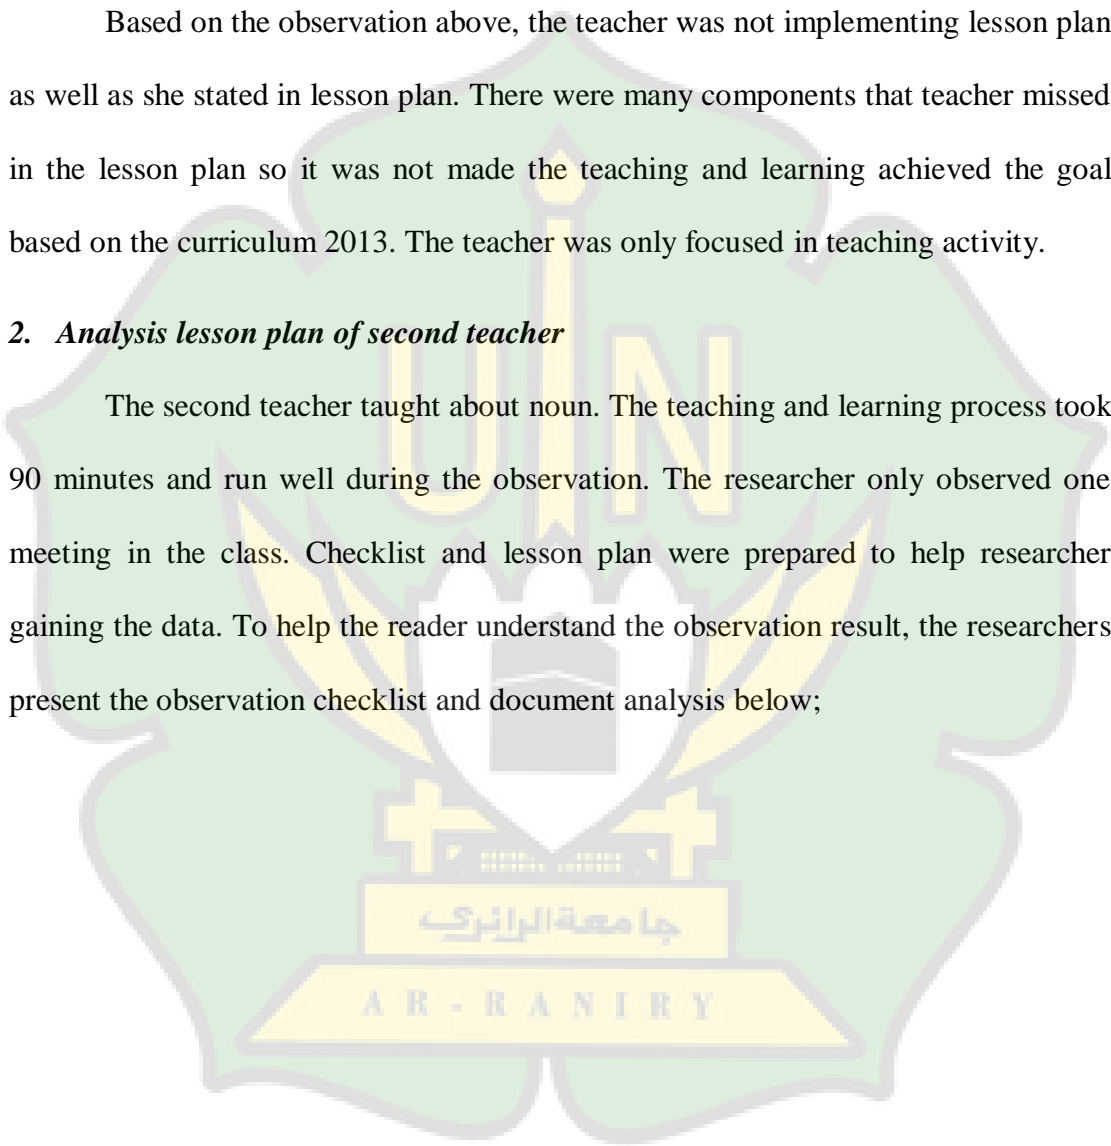 Based on the observation above, the teacher was not implementing lesson plan
as well as she stated in lesson plan. There were many components that teacher missed
in the lesson plan so it was not made the teaching and learning achieved the goal
based on the curriculum 2013. The teacher was only focused in teaching activity.
2. Analysis lesson plan of second teacher
The second teacher taught about noun. The teaching and learning process took
90 minutes and run well during the observation. The researcher only observed one
meeting in the class. Checklist and lesson plan were prepared to help researcher
gaining the data. To help the reader understand the observation result, the researchers
present the observation checklist and document analysis below;
UIN
جامعة الرانري
AR-RANIRY